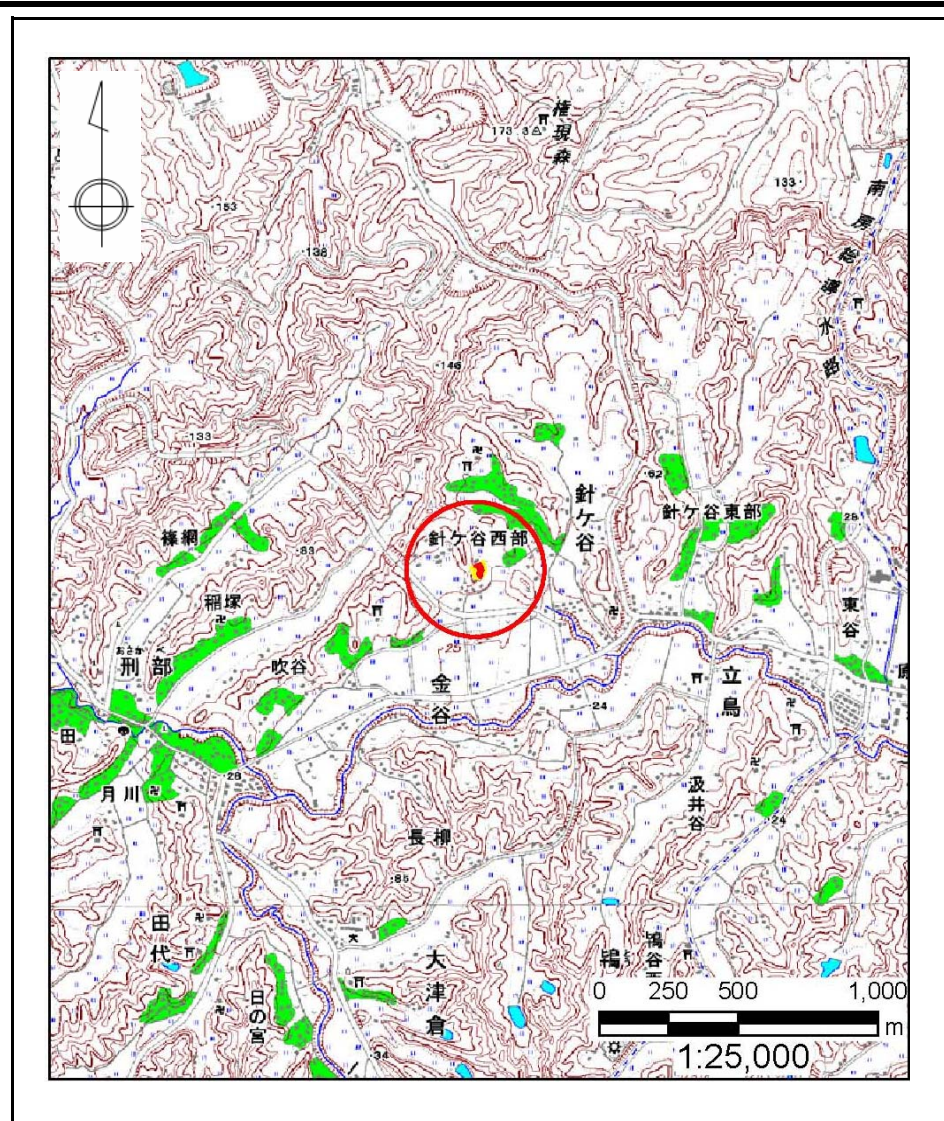 権現森
173.3
133
南房総導水路
153
138
146
133
62
針ケ谷
針ケ谷西部
針ケ谷東部
篠網
28
83
稲塚
東谷
おさかべ
刑部
吹谷
25
金谷
立鳥
24
田
月川
28
汲井谷
24
長柳
85
田代
大津倉
日の宮
34
0 250 500 1,000
m
1:25,000